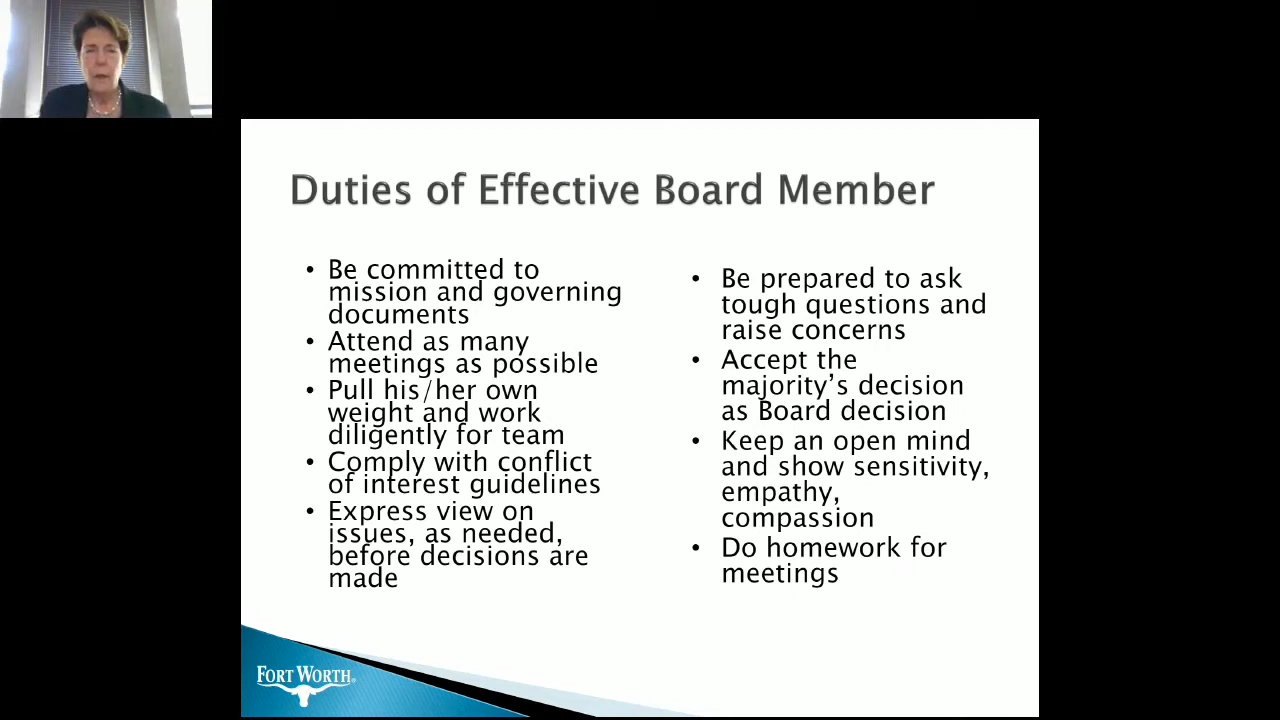 Duties of Effective Board Member
• Be committed to
mission and governing
documents
• Attend as many
meetings as possible
• Pull his/her own
weight and work
diligently for team
• Comply with conflict
of interest guidelines
• Express view on
issues, as needed,
before decisions are
made
• Be prepared to ask
tough questions and
raise concerns
• Accept the
majority’s decision
as Board decision
• Keep an open mind
and show sensitivity,
empathy,
compassion
• Do homework for
meetings
FORT WORTH®